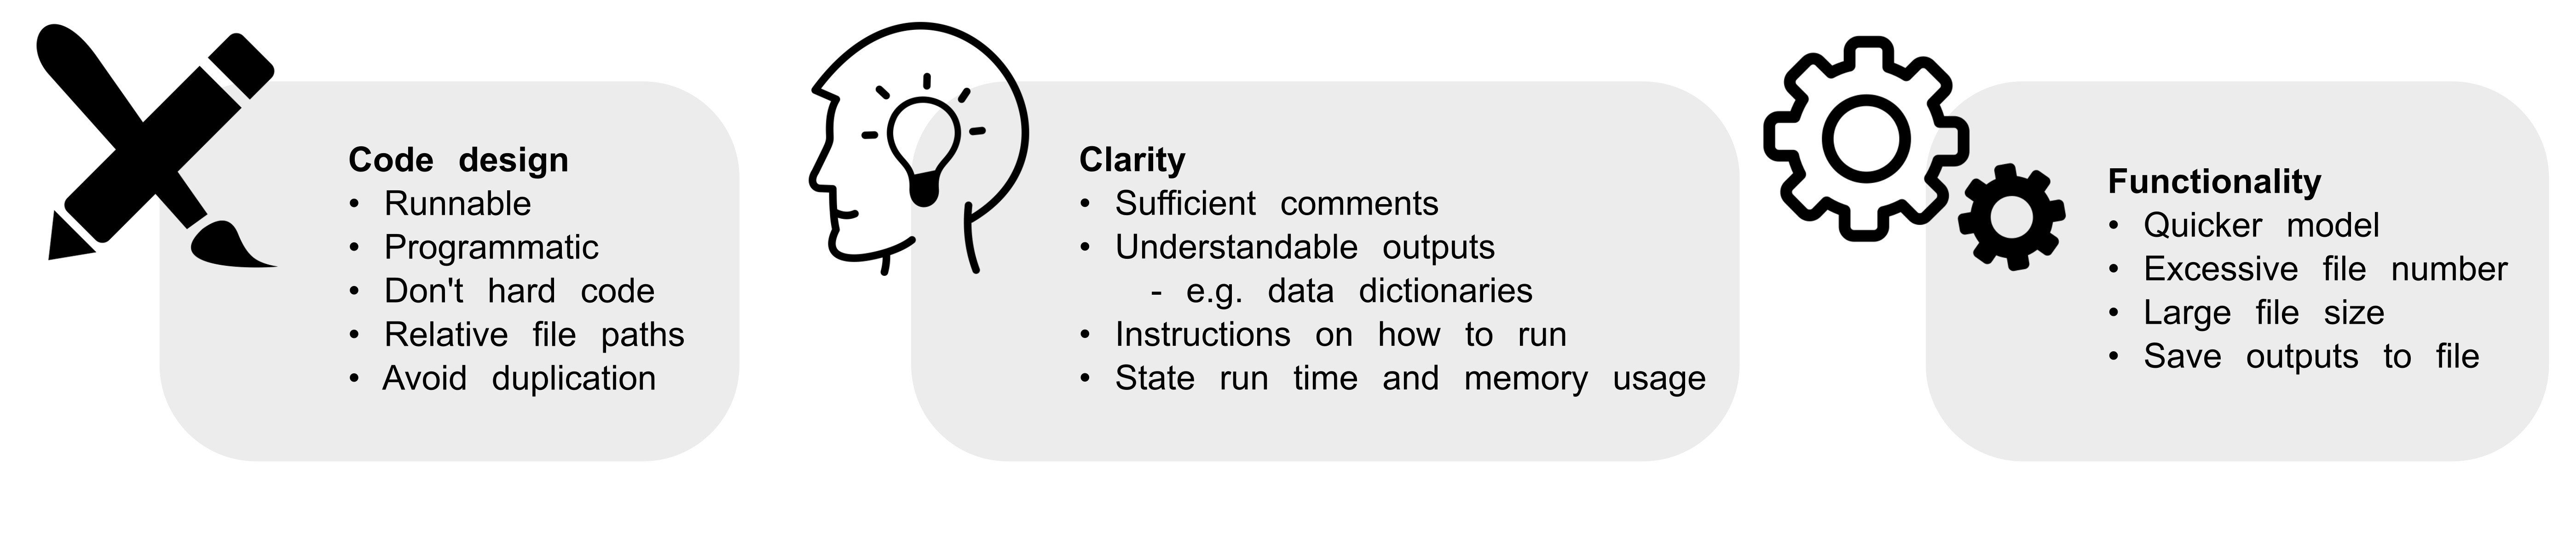 Code design
• Runnable
• Programmatic
• Don't hard code
• Relative file paths
• Avoid duplication
Clarity
• Sufficient comments
• Understandable outputs
- e.g. data dictionaries
• Instructions on how to run
• State run time and memory usage
Functionality
• Quicker model
• Excessive file number
• Large file size
• Save outputs to file